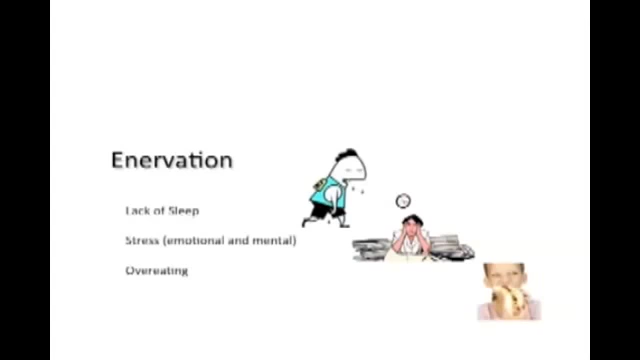 Enervation
Lack of Sleep
Stress (emotional and mental)
Overeating